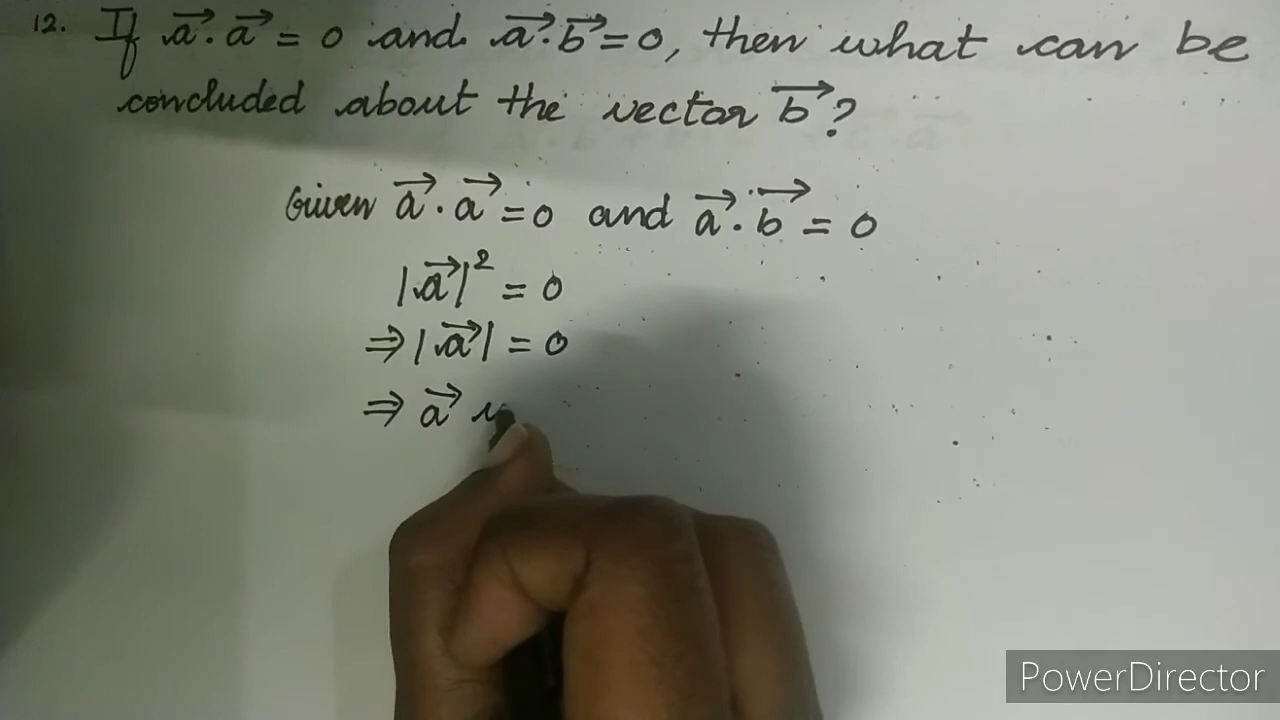 12. If a⃗ . a⃗ = 0 and a⃗ . b⃗ = 0, then what can be
concluded about the vector b⃗ ?
Given a⃗ . a⃗ = 0 and a⃗ . b⃗ = 0
|a⃗|² = 0
⇒ |a⃗| = 0
⇒ a⃗
PowerDirector